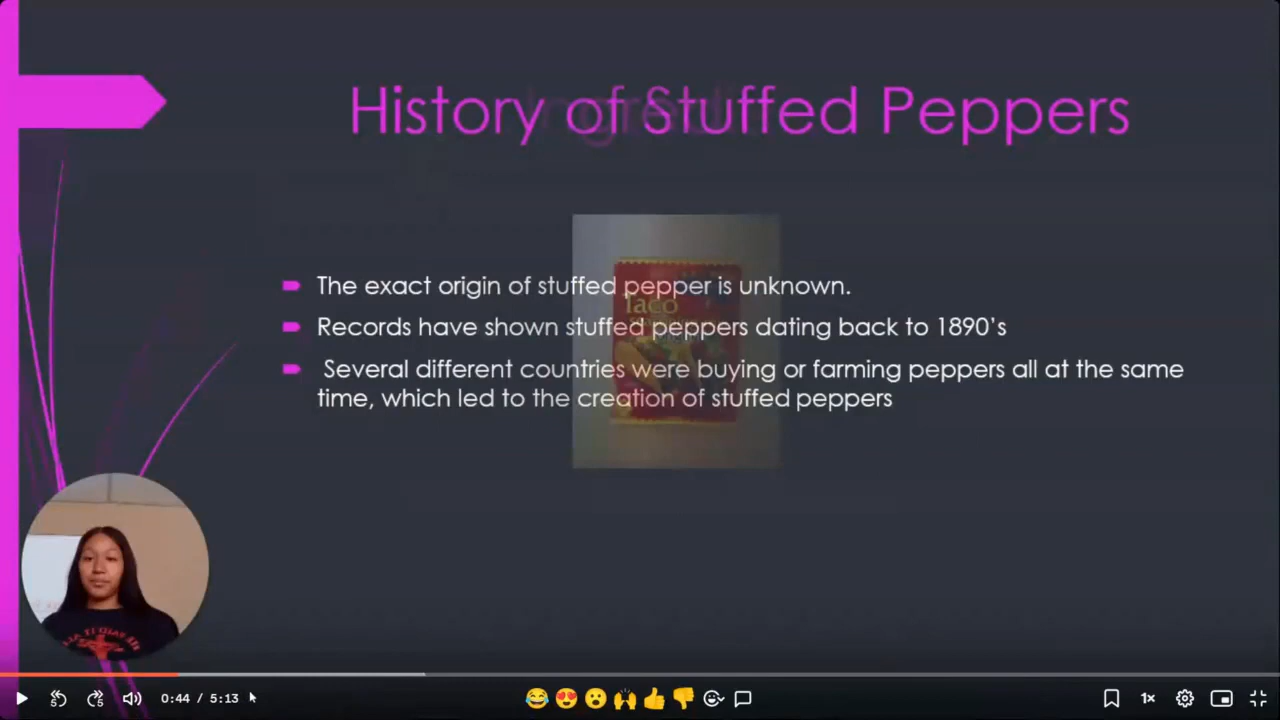 History of Stuffed Peppers
The exact origin of stuffed pepper is unknown.
Records have shown stuffed peppers dating back to 1890's
Several different countries were buying or farming peppers all at the same
time, which led to the creation of stuffed peppers
Taco
0:44 / 5:13
1x